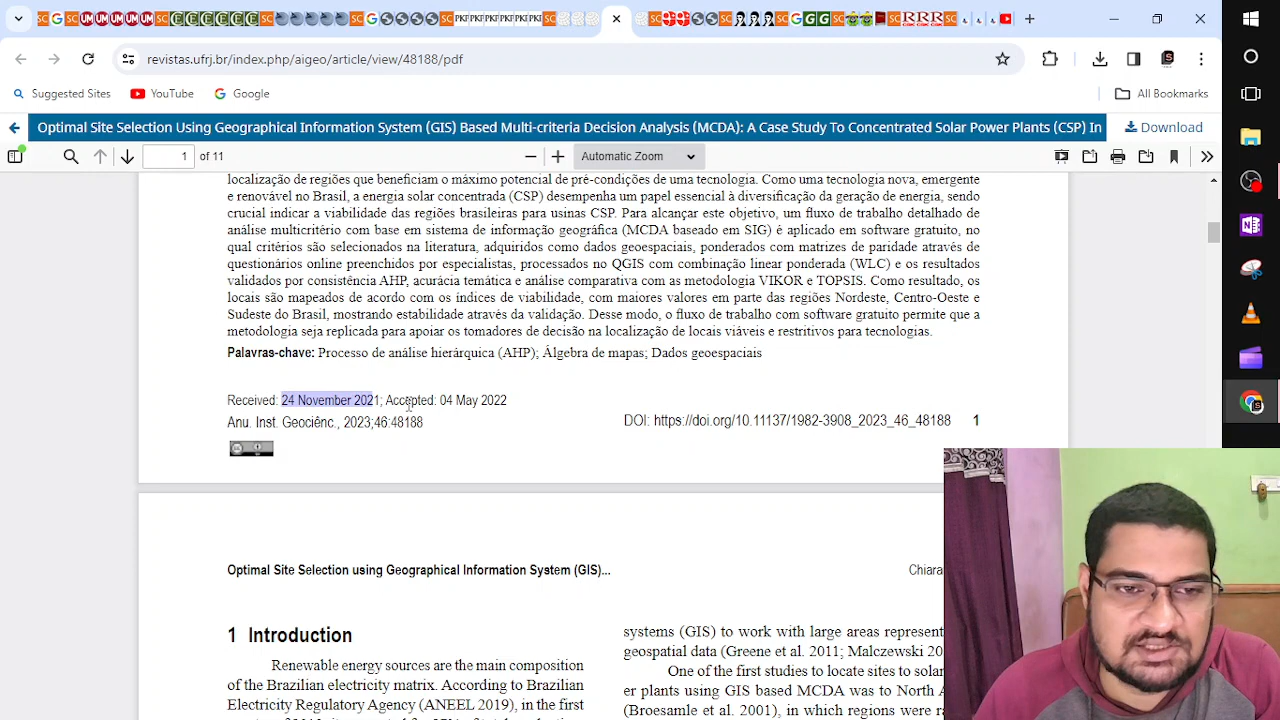 revistas.ufrj.br/index.php/aigeo/article/view/48188/pdf
Suggested Sites YouTube Google All Bookmarks
Optimal Site Selection Using Geographical Information System (GIS) Based Multi-criteria Decision Analysis (MCDA): A Case Study To Concentrated Solar Power Plants (CSP) In Download
1 of 11 Automatic Zoom
localização de regiões que beneficiam o máximo potencial de pré-condições de uma tecnologia. Como uma tecnologia nova, emergente
e renovável no Brasil, a energia solar concentrada (CSP) desempenha um papel essencial à diversificação da geração de energia, sendo
crucial indicar a viabilidade das regiões brasileiras para usinas CSP. Para alcançar este objetivo, um fluxo de trabalho detalhado de
análise multicritério com base em sistema de informação geográfica (MCDA baseado em SIG) é aplicado em software gratuito, no
qual critérios são selecionados na literatura, adquiridos como dados geoespaciais, ponderados com matrizes de paridade através de
questionários online preenchidos por especialistas, processados no QGIS com combinação linear ponderada (WLC) e os resultados
validados por consistência AHP, acurácia temática e análise comparativa com as metodologia VIKOR e TOPSIS. Como resultado, os
locais são mapeados de acordo com os índices de viabilidade, com maiores valores em parte das regiões Nordeste, Centro-Oeste e
Sudeste do Brasil, mostrando estabilidade através da validação. Desse modo, o fluxo de trabalho com software gratuito permite que a
metodologia seja replicada para apoiar os tomadores de decisão na localização de locais viáveis e restritivos para tecnologias.
Palavras-chave: Processo de análise hierárquica (AHP); Álgebra de mapas; Dados geoespaciais
Received: 24 November 2021; Accepted: 04 May 2022
Anu. Inst. Geociênc., 2023;46:48188
DOI: https://doi.org/10.11137/1982-3908_2023_46_48188 1
Optimal Site Selection using Geographical Information System (GIS)...
Chiara
1 Introduction
Renewable energy sources are the main composition
of the Brazilian electricity matrix. According to Brazilian
Electricity Regulatory Agency (ANEEL 2019), in the first
systems (GIS) to work with large areas represent
geospatial data (Greene et al. 2011; Malczewski 20
One of the first studies to locate sites to solar
er plants using GIS based MCDA was to North A
(Broesamle et al. 2001), in which regions were ra